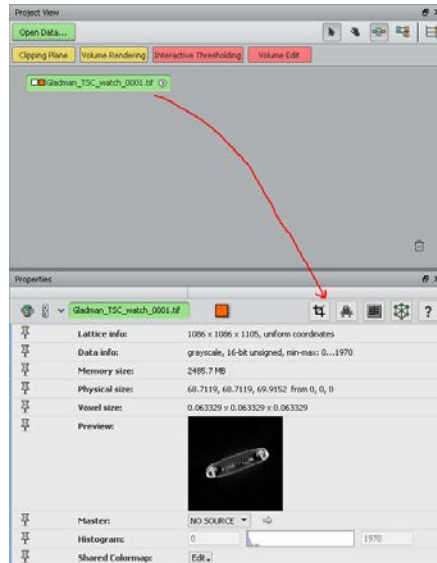 Project View
Open Data...
Clipping Plane Volume Rendering Interactive Thresholding Volume Edit
Gladman_TSC_watch_0001.tif
Properties
Gladman_TSC_watch_0001.tif ?
Lattice info: 1086 x 1086 x 1105, uniform coordinates
Data info: grayscale, 16-bit unsigned, min-max: 0...1970
Memory size: 2485.7 MB
Physical size: 68.7119, 68.7119, 69.9152 from 0, 0, 0
Voxel size: 0.063329 x 0.063329 x 0.063329
Preview:
Master: NO SOURCE
Histogram: 0 1970
Shared Colormap: Edit